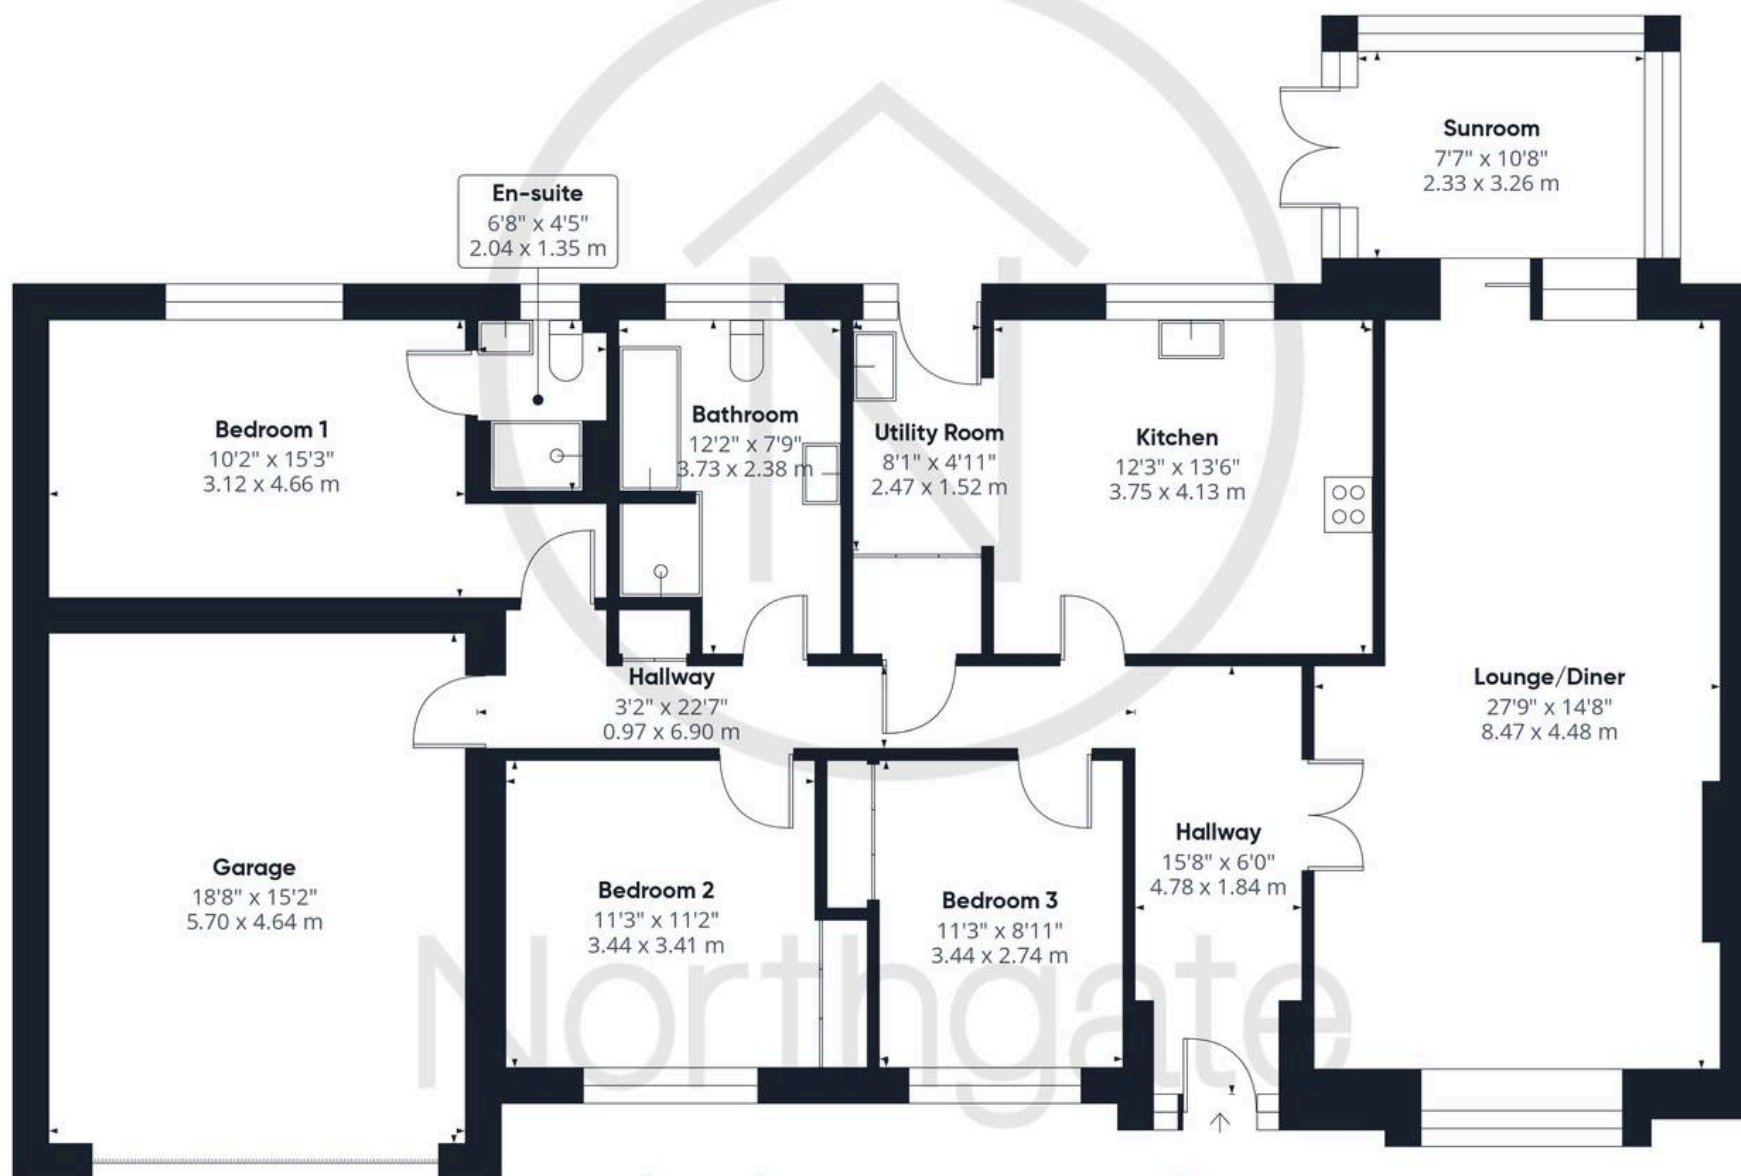 Sunroom
7'7" x 10'8"
2.33 x 3.26 m
En-suite
6'8" x 4'5"
2.04 x 1.35 m
Bedroom 1
10'2" x 15'3"
3.12 x 4.66 m
Bathroom
12'2" x 7'9"
3.73 x 2.38 m
Utility Room
8'1" x 4'11"
2.47 x 1.52 m
Kitchen
12'3" x 13'6"
3.75 x 4.13 m
Hallway
3'2" x 22'7"
0.97 x 6.90 m
Lounge/Diner
27'9" x 14'8"
8.47 x 4.48 m
Garage
18'8" x 15'2"
5.70 x 4.64 m
Bedroom 2
11'3" x 11'2"
3.44 x 3.41 m
Bedroom 3
11'3" x 8'11"
3.44 x 2.74 m
Hallway
15'8" x 6'0"
4.78 x 1.84 m
Northgate